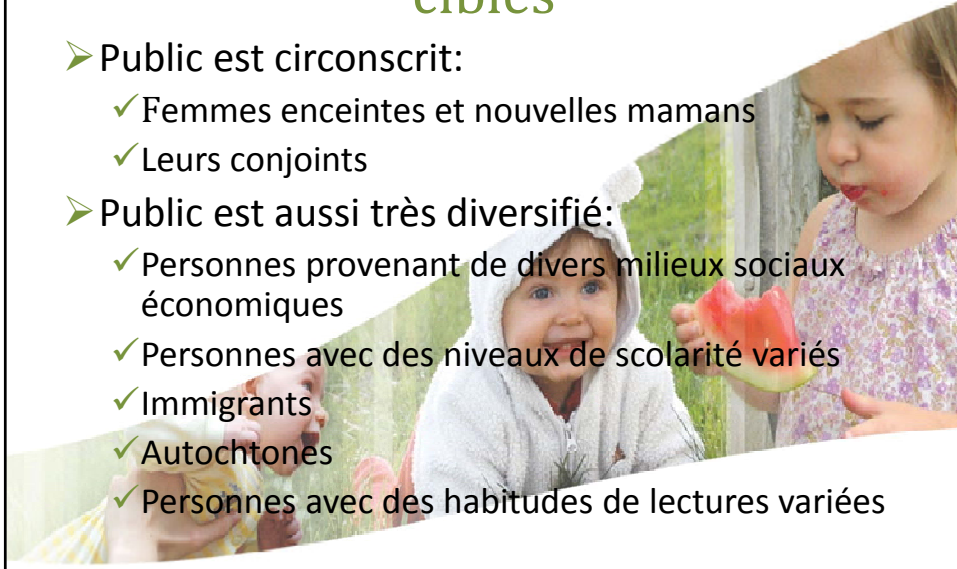 cibles
➢Public est circonscrit:
✓Femmes enceintes et nouvelles mamans
✓Leurs conjoints
➢Public est aussi très diversifié:
✓Personnes provenant de divers milieux sociaux
économiques
✓Personnes avec des niveaux de scolarité variés
✓Immigrants
✓Autochtones
✓Personnes avec des habitudes de lectures variées